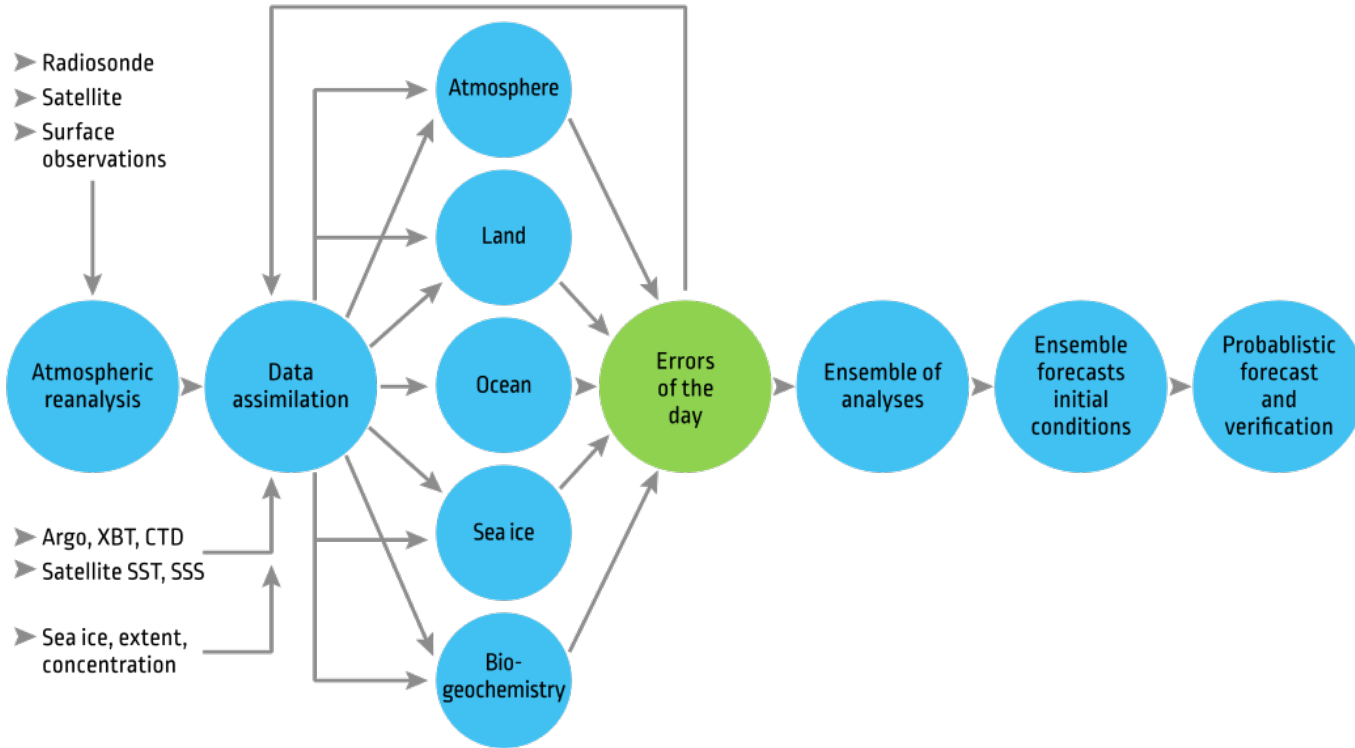 Radiosonde
Satellite
Surface
observations
Atmospheric
reanalysis
Argo, XBT, CTD
Satellite SST, SSS
Sea ice, extent,
concentration
Data
assimilation
Atmosphere
Land
Ocean
Sea ice
Bio-
geochemistry
Errors
of the
day
Ensemble of
analyses
Ensemble
forecasts
initial
conditions
Probablistic
forecast
and
verification